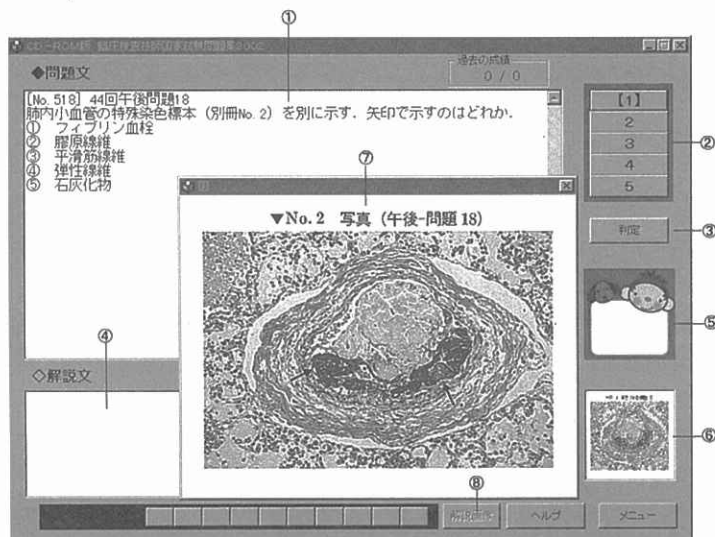 ①
CD-ROM版 臨床検査技師国家試験問題集2002
◆問題文
過去の成績
0 / 0
[No. 518] 44回午後問題18
肺内小血管の特殊染色標本（別冊No. 2）を別に示す．矢印で示すのはどれか．
① フィブリン血栓
② 膠原線維
③ 平滑筋線維
④ 弾性線維
⑤ 石灰化物
【1】
2
3
4
5
②
判定
③
⑦
▼No. 2 写真（午後-問題 18）
④
⑤
◇解説文
⑥
⑧
解説画像
ヘルプ
メニュー